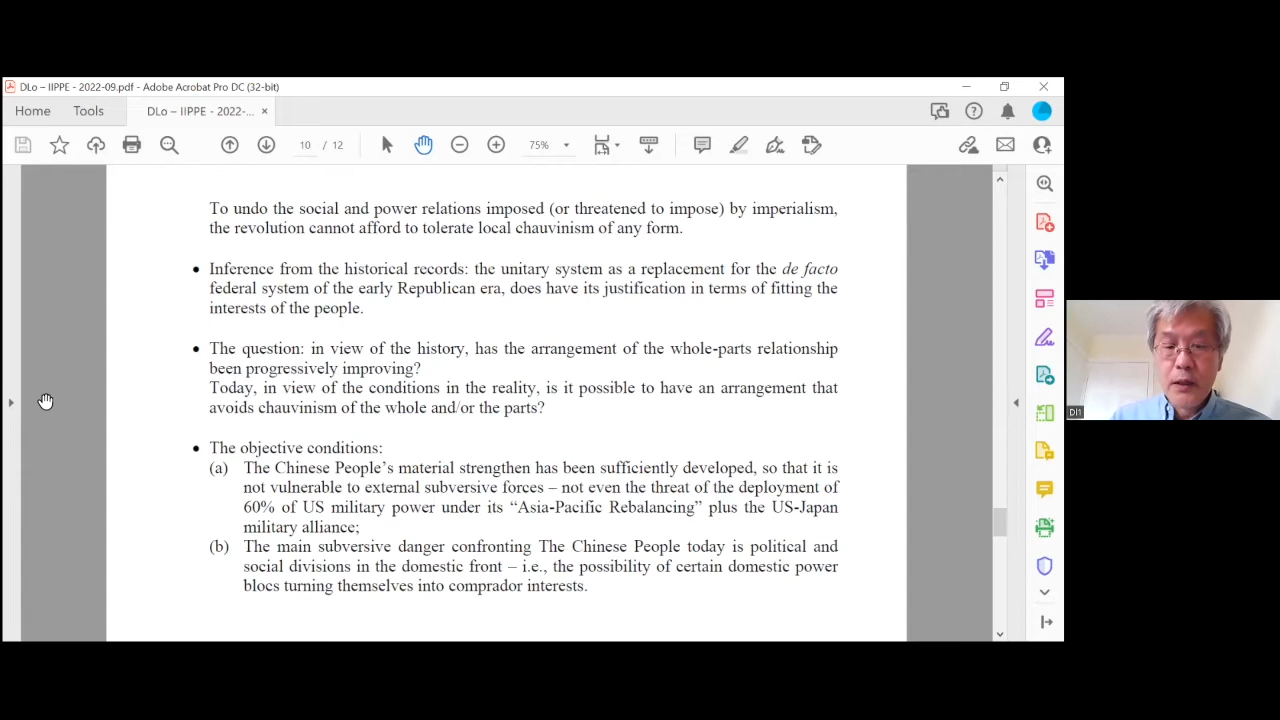 DLo – IIPPE - 2022-09.pdf - Adobe Acrobat Pro DC (32-bit)
Home Tools DLo – IIPPE - 2022-... ×
10 / 12 75%
To undo the social and power relations imposed (or threatened to impose) by imperialism,
the revolution cannot afford to tolerate local chauvinism of any form.
• Inference from the historical records: the unitary system as a replacement for the de facto
federal system of the early Republican era, does have its justification in terms of fitting the
interests of the people.
• The question: in view of the history, has the arrangement of the whole-parts relationship
been progressively improving?
Today, in view of the conditions in the reality, is it possible to have an arrangement that
avoids chauvinism of the whole and/or the parts?
• The objective conditions:
(a) The Chinese People's material strengthen has been sufficiently developed, so that it is
not vulnerable to external subversive forces – not even the threat of the deployment of
60% of US military power under its “Asia-Pacific Rebalancing” plus the US-Japan
military alliance;
(b) The main subversive danger confronting The Chinese People today is political and
social divisions in the domestic front – i.e., the possibility of certain domestic power
blocs turning themselves into comprador interests.
DI1